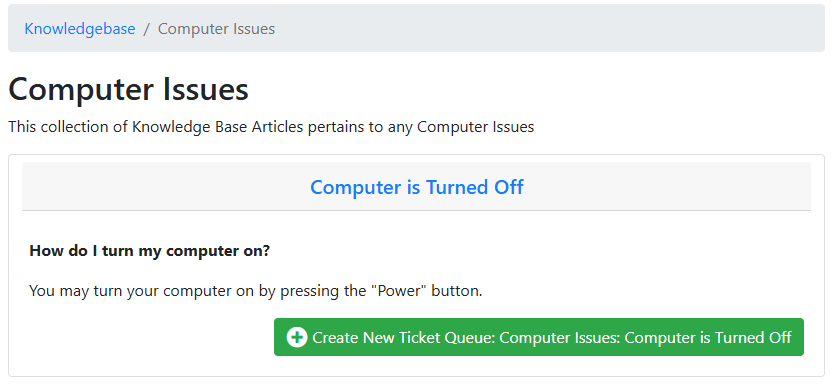 Knowledgebase / Computer Issues
Computer Issues
This collection of Knowledge Base Articles pertains to any Computer Issues
Computer is Turned Off
How do I turn my computer on?
You may turn your computer on by pressing the "Power" button.
Create New Ticket Queue: Computer Issues: Computer is Turned Off